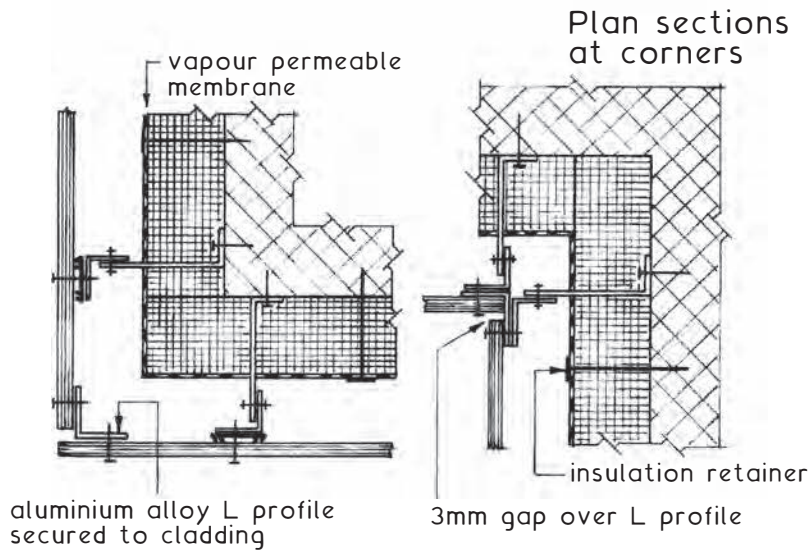 Plan sections
at corners
vapour permeable
membrane
insulation retainer
aluminium alloy L profile
secured to cladding
3mm gap over L profile